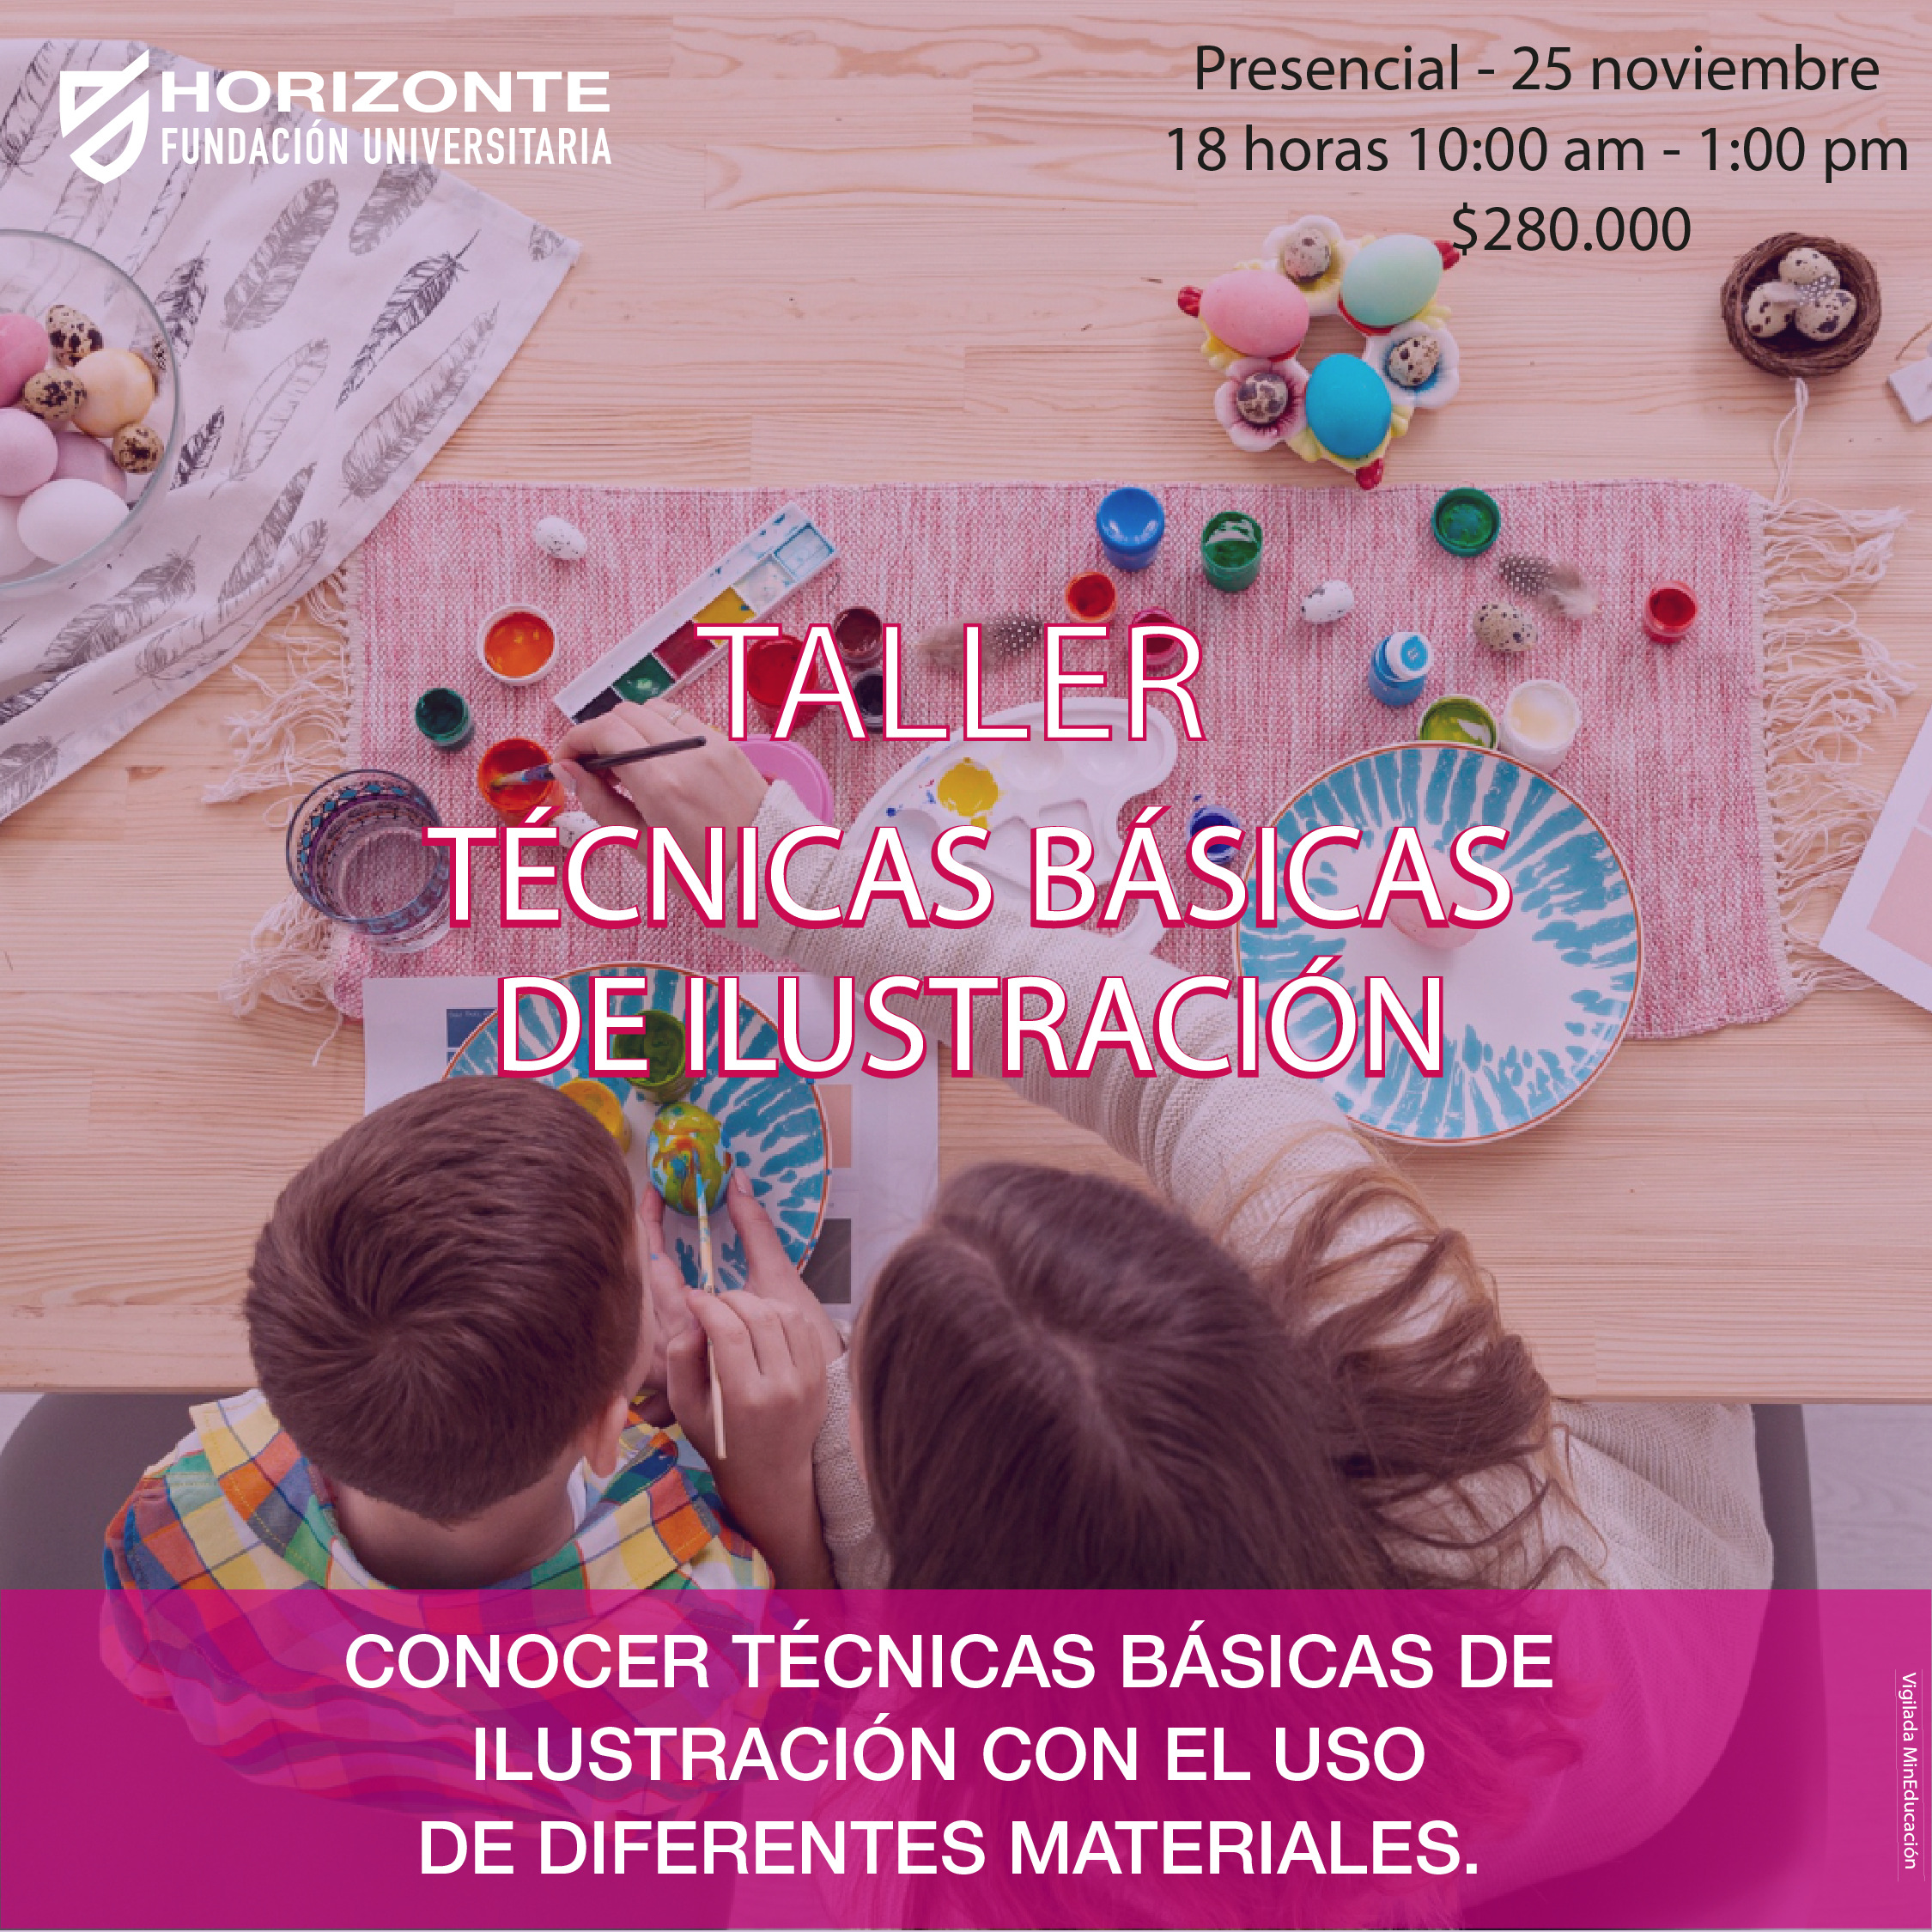 HORIZONTE
FUNDACIÓN UNIVERSITARIA
Presencial - 25 noviembre
18 horas 10:00 am - 1:00 pm
$280.000
TALLER
TÉCNICAS BÁSICAS
DE ILUSTRACIÓN
CONOCER TÉCNICAS BÁSICAS DE
ILUSTRACIÓN CON EL USO
DE DIFERENTES MATERIALES.
Vigilada MinEducación